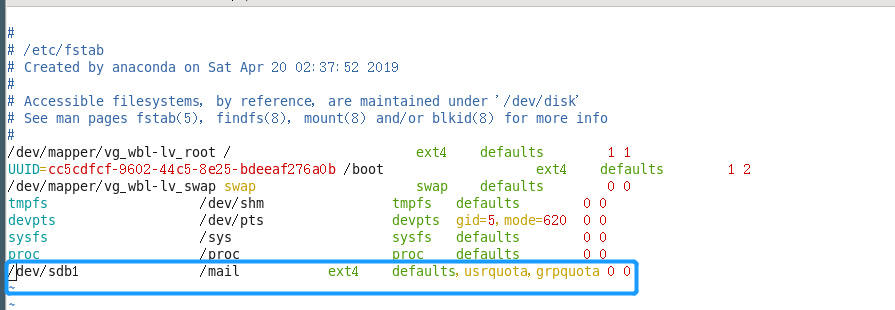 #
# /etc/fstab
# Created by anaconda on Sat Apr 20 02:37:52 2019
#
# Accessible filesystems, by reference, are maintained under '/dev/disk'
# See man pages fstab(5), findfs(8), mount(8) and/or blkid(8) for more info
#
/dev/mapper/vg_wbl-lv_root / ext4 defaults 1 1
UUID=cc5cdfcf-9602-44c5-8e25-bdeeaf276a0b /boot ext4 defaults 1 2
/dev/mapper/vg_wbl-lv_swap swap swap defaults 0 0
tmpfs /dev/shm tmpfs defaults 0 0
devpts /dev/pts devpts gid=5,mode=620 0 0
sysfs /sys sysfs defaults 0 0
proc /proc proc defaults 0 0
/dev/sdb1 /mail ext4 defaults,usrquota,grpquota 0 0
~
~